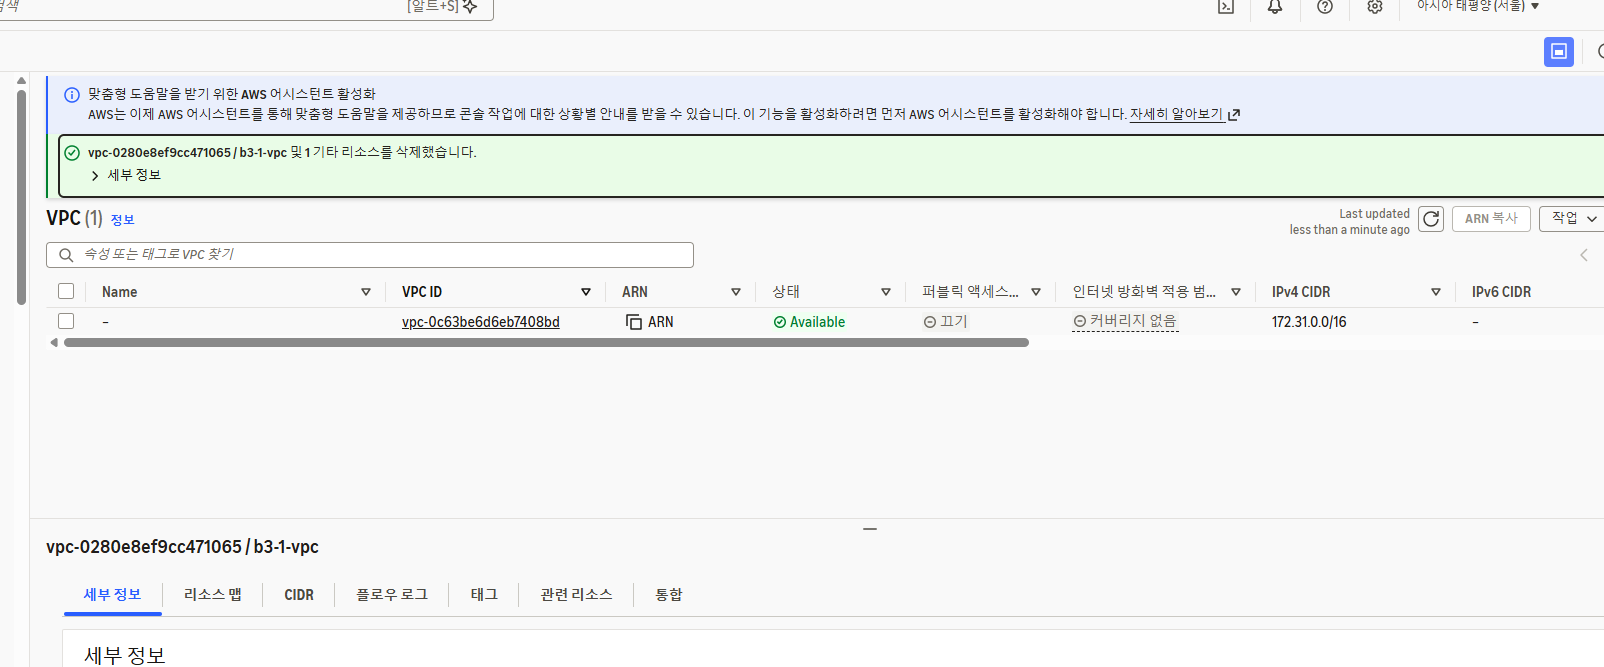 [알트+S]
아시아 태평양 (서울)
맞춤형 도움말을 받기 위한 AWS 어시스턴트 활성화
AWS는 이제 AWS 어시스턴트를 통해 맞춤형 도움말을 제공하므로 콘솔 작업에 대한 상황별 안내를 받을 수 있습니다. 이 기능을 활성화하려면 먼저 AWS 어시스턴트를 활성화해야 합니다. 자세히 알아보기
vpc-0280e8ef9cc471065 / b3-1-vpc 및 1 기타 리소스를 삭제했습니다.
세부 정보
VPC (1) 정보
Last updated
less than a minute ago
ARN 복사
작업
속성 또는 태그로 VPC 찾기
Name VPC ID ARN 상태 퍼블릭 액세스... 인터넷 방화벽 적용 범... IPv4 CIDR IPv6 CIDR
– vpc-0c63be6d6eb7408bd ARN Available 끄기 커버리지 없음 172.31.0.0/16 –
vpc-0280e8ef9cc471065 / b3-1-vpc
세부 정보 리소스 맵 CIDR 플로우 로그 태그 관련 리소스 통합
세부 정보